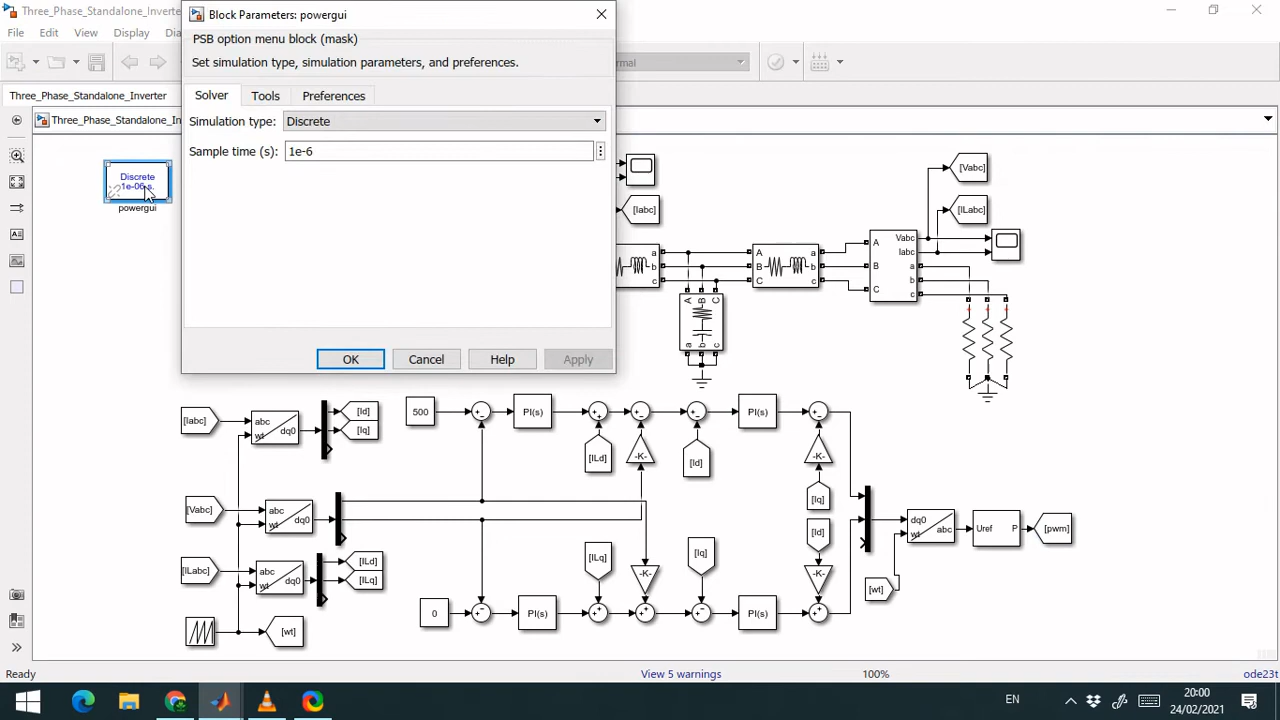 Three_Phase_Standalone_Inverte
File Edit View Display Dia
Block Parameters: powergui
PSB option menu block (mask)
Set simulation type, simulation parameters, and preferences.
Solver Tools Preferences
Simulation type: Discrete
Sample time (s): 1e-6
OK Cancel Help Apply
mal
Three_Phase_Standalone_Inverter
Three_Phase_Standalone_In
Discrete
1e-06 s.
powergui
[Iabc]
[Vabc]
[ILabc]
a
b
c
A
B
C
a
b
c
A
B
C
Vabc
Iabc
a
b
c
A B C
a b c
[Iabc] abc wt dq0 [Id] [Iq]
500 PI(s) [ILd] -K- [Id] PI(s) -K- [Iq]
[Vabc] abc wt dq0
[ILabc] abc wt dq0 [ILd] [ILq]
[wt]
0 PI(s) [ILq] -K- [Iq] PI(s) [Id] -K-
dq0 wt abc Uref P [pwm]
[wt]
Ready View 5 warnings 100% ode23t
EN 20:00
24/02/2021